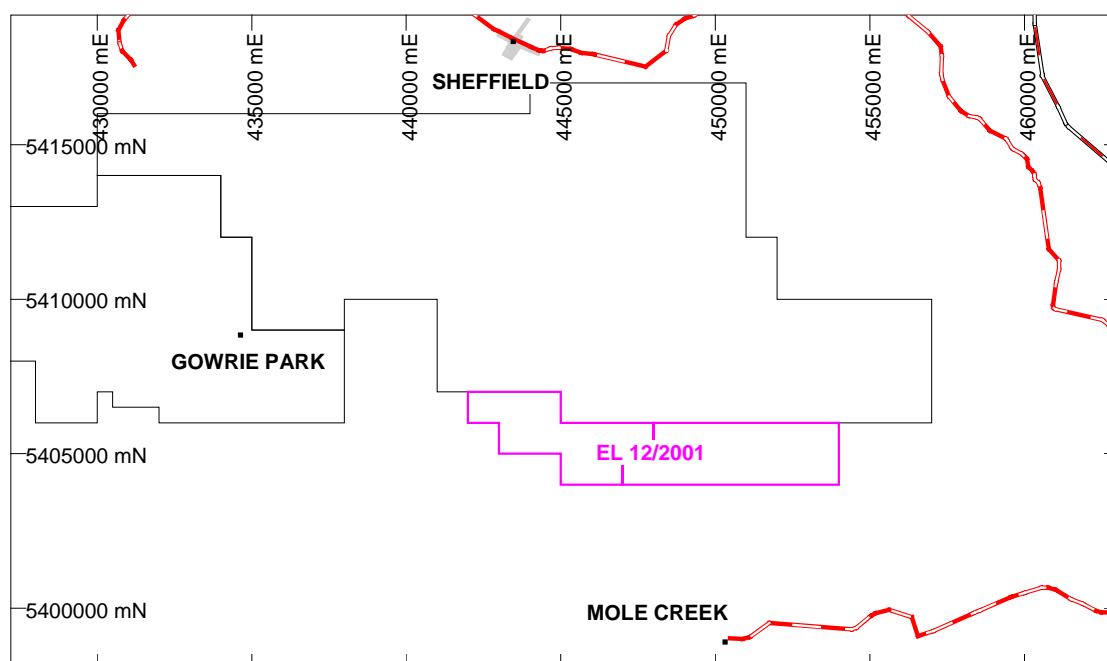 430000 mE
435000 mE
440000 mE
445000 mE
450000 mE
455000 mE
460000 mE
SHEFFIELD
5415000 mN
5410000 mN
GOWRIE PARK
5405000 mN
EL 12/2001
5400000 mN
MOLE CREEK